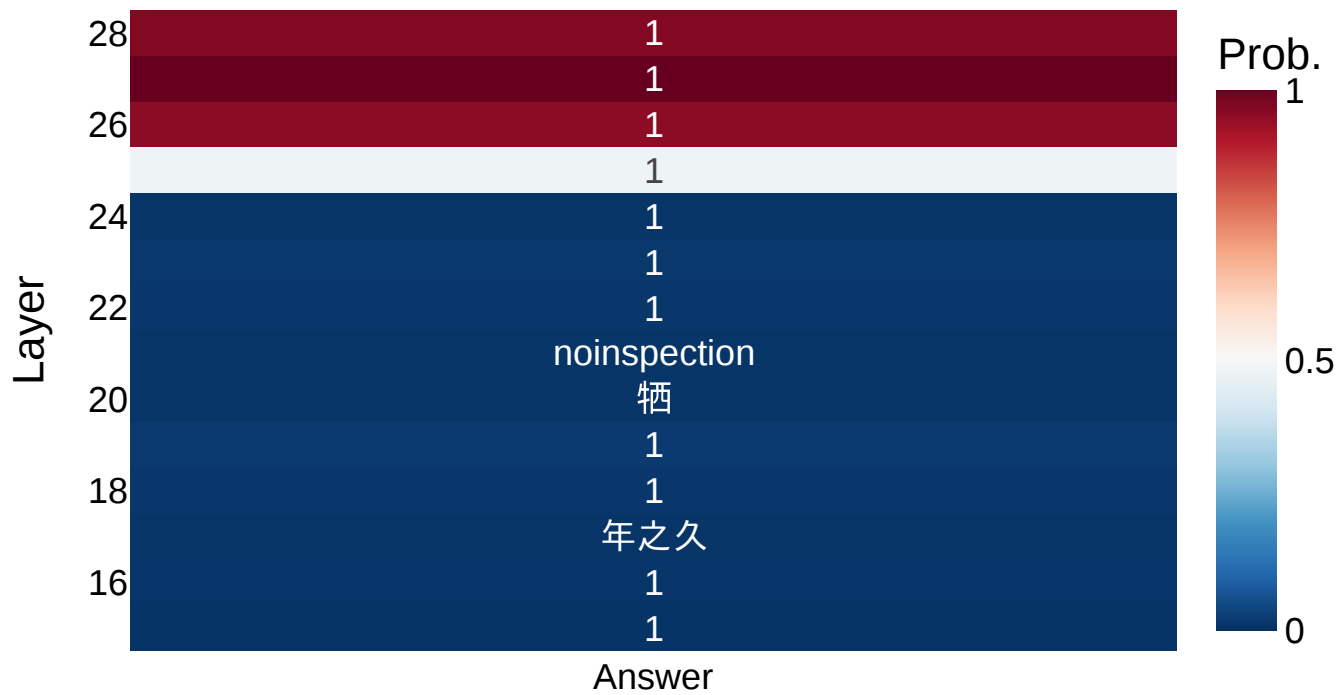 Prob.
28 1
1
1
26 1
1
24 1
1
22 1
noinspection
0.5
20 牺
1
18 1
年之久
16 1
1
0
Layer
Answer